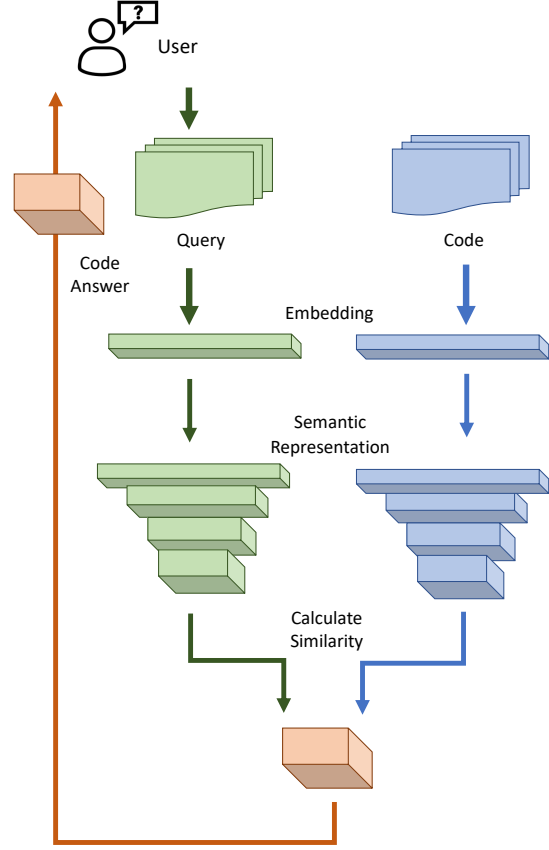 ?
User
Query
Code
Code
Answer
Embedding
Semantic
Representation
Calculate
Similarity